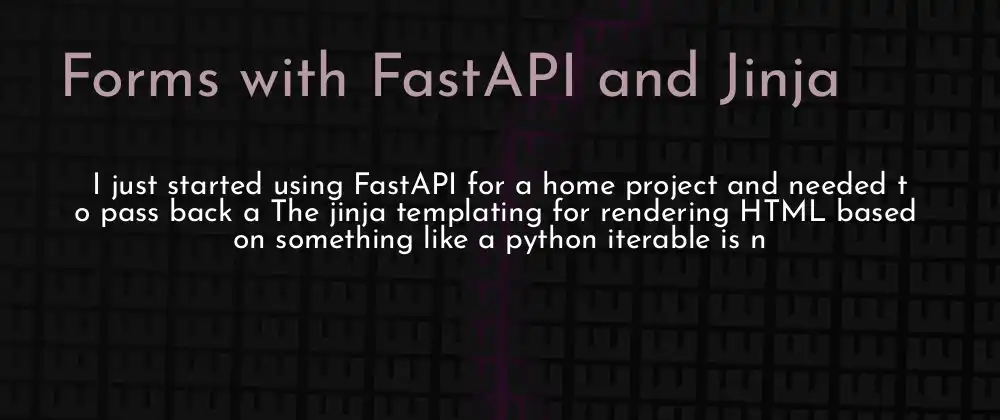 Forms with FastAPI and Jinja
I just started using FastAPI for a home project and needed t
o pass back a The jinja templating for rendering HTML based
on something like a python iterable is n